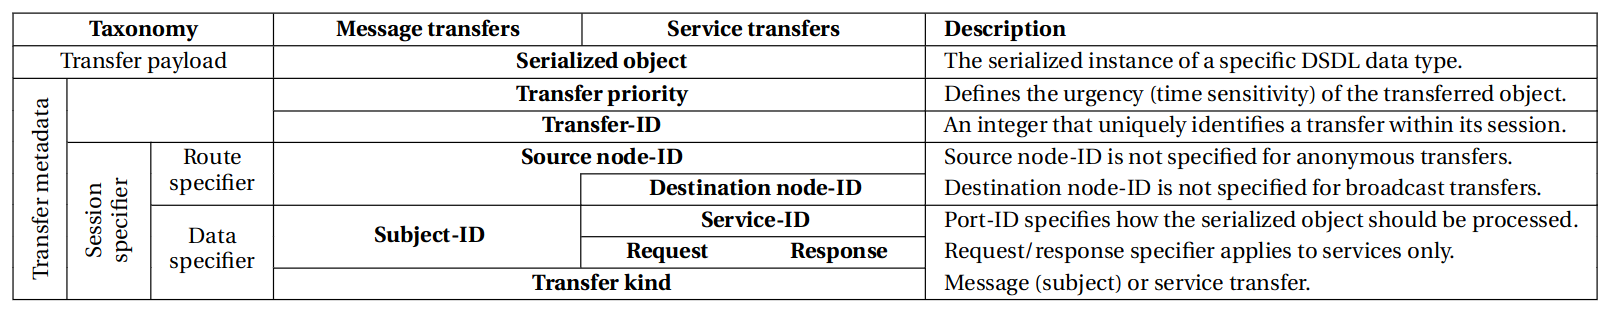 Taxonomy Message transfers Service transfers Description
Transfer payload Serialized object The serialized instance of a specific DSDL data type.
Transfer metadata
Transfer priority Defines the urgency (time sensitivity) of the transferred object.
Transfer-ID An integer that uniquely identifies a transfer within its session.
Session
specifier
Route
specifier
Source node-ID Source node-ID is not specified for anonymous transfers.
Destination node-ID Destination node-ID is not specified for broadcast transfers.
Data
specifier
Subject-ID
Service-ID Port-ID specifies how the serialized object should be processed.
Request Response Request/response specifier applies to services only.
Transfer kind Message (subject) or service transfer.